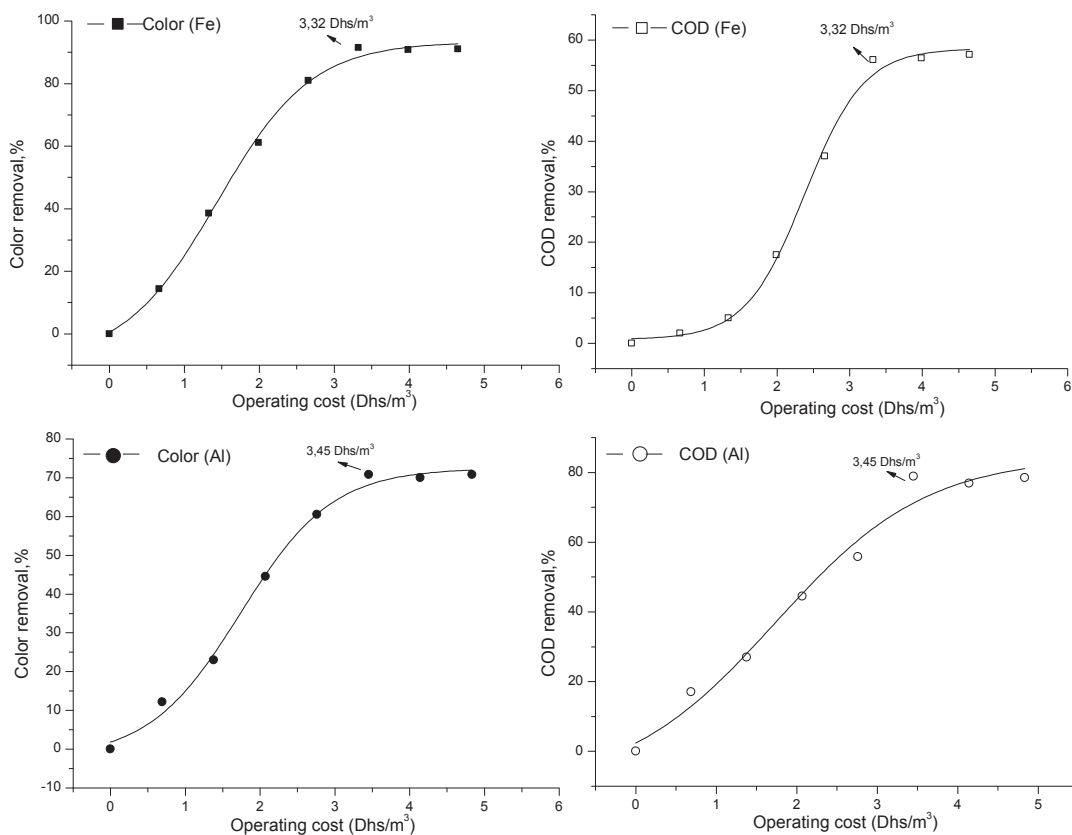 Color (Fe)
3,32 Dhs/m³
100
80
60
40
20
0
Color removal,%
0 1 2 3 4 5 6
Operating cost (Dhs/m³)
COD (Fe)
3,32 Dhs/m³
60
50
40
30
20
10
0
COD removal,%
0 1 2 3 4 5 6
Operating cost (Dhs/m³)
Color (Al)
3,45 Dhs/m³
80
70
60
50
40
30
20
10
0
-10
Color removal,%
0 1 2 3 4 5 6
Operating cost (Dhs/m³)
COD (Al)
3,45 Dhs/m³
80
60
40
20
0
COD removal,%
0 1 2 3 4 5
Operating cost (Dhs/m³)